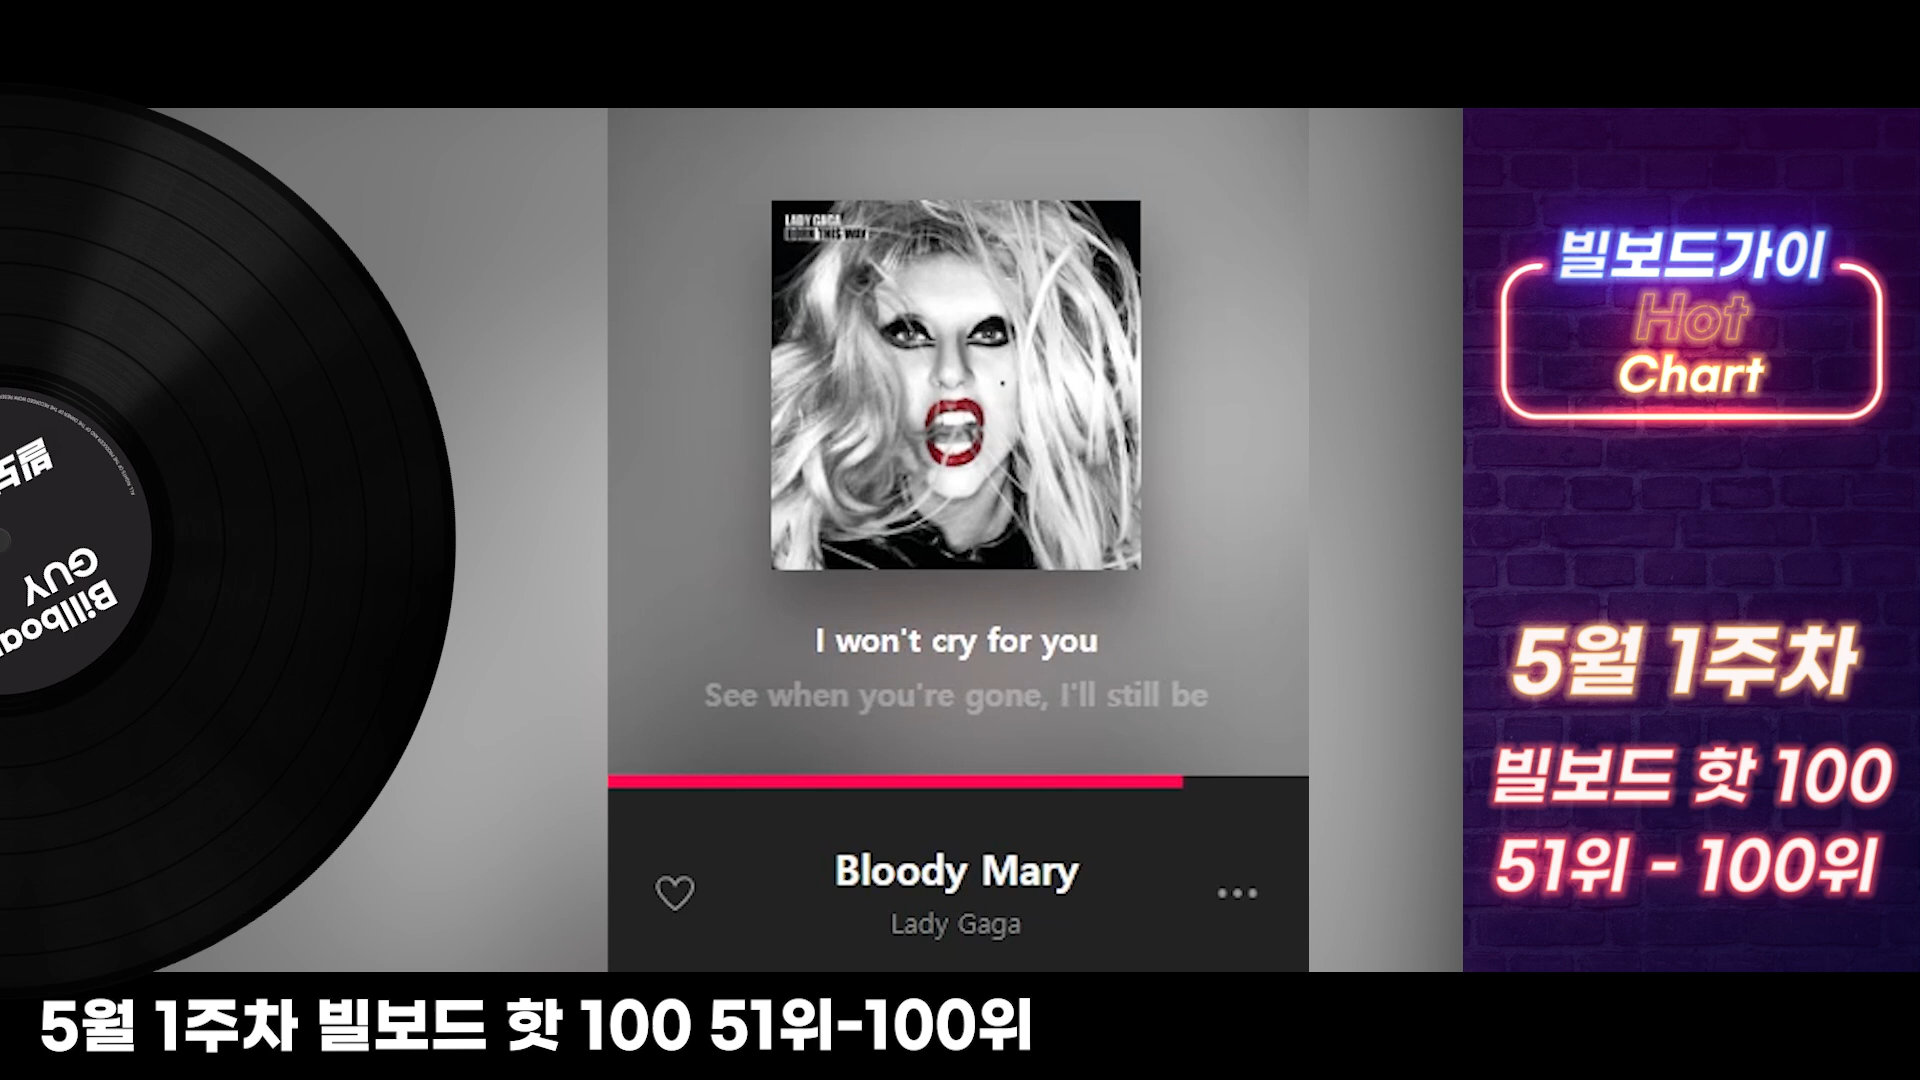 LADY GAGA
BORN THIS WAY
I won't cry for you
See when you're gone, I'll still be
Bloody Mary
Lady Gaga
Billboard
GUY
빌보드가이
Hot
Chart
5월 1주차
빌보드 핫 100
51위 - 100위
5월 1주차 빌보드 핫 100 51위-100위